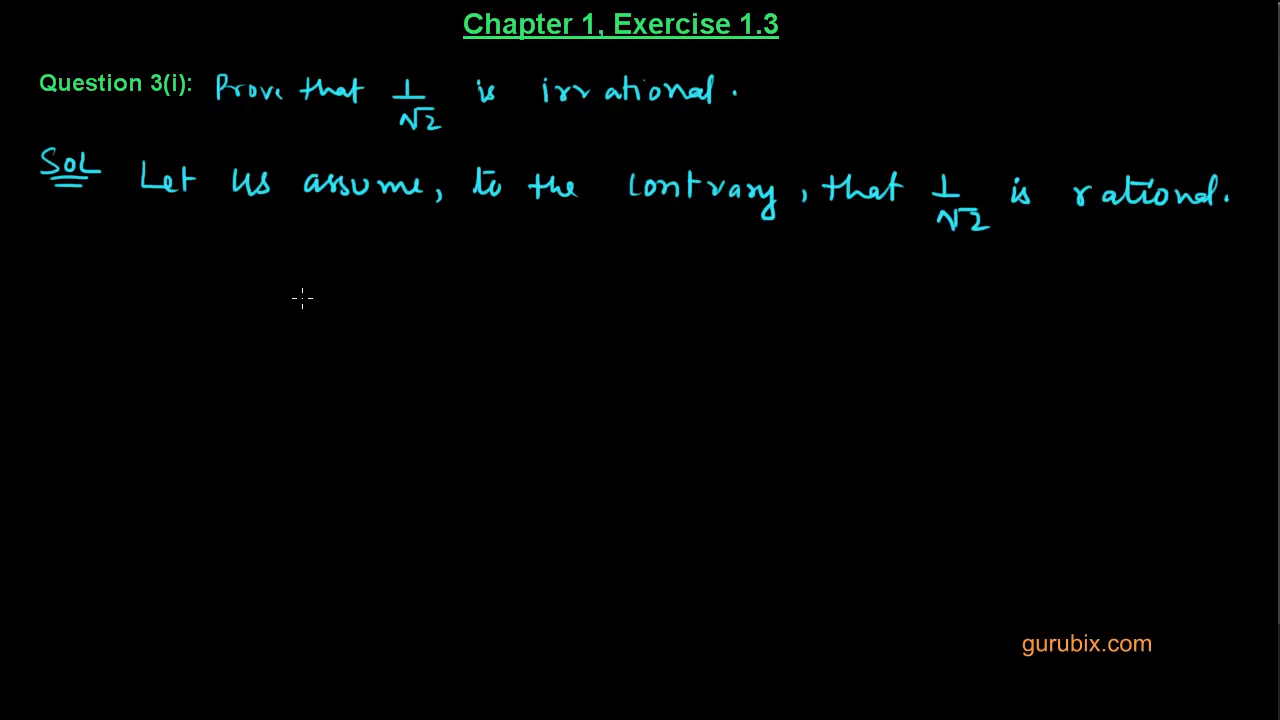 Chapter 1, Exercise 1.3
Question 3(i): Prove that 1/√2 is irrational.
Sol Let us assume, to the contrary, that 1/√2 is rational.
gurubix.com